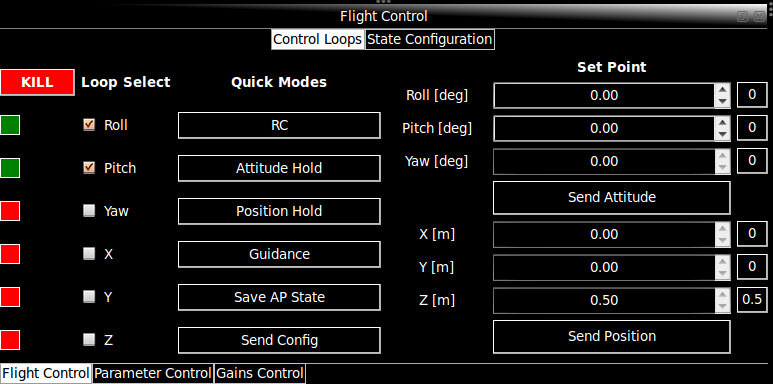 Flight Control
Control Loops State Configuration
KILL Loop Select Quick Modes Set Point
Roll [deg] 0.00 0
Roll RC
Pitch [deg] 0.00 0
Pitch Attitude Hold
Yaw [deg] 0.00 0
Send Attitude
Yaw Position Hold
X [m] 0.00 0
X Guidance
Y [m] 0.00 0
Y Save AP State
Z [m] 0.50 0.5
Z Send Config
Send Position
Flight Control Parameter Control Gains Control